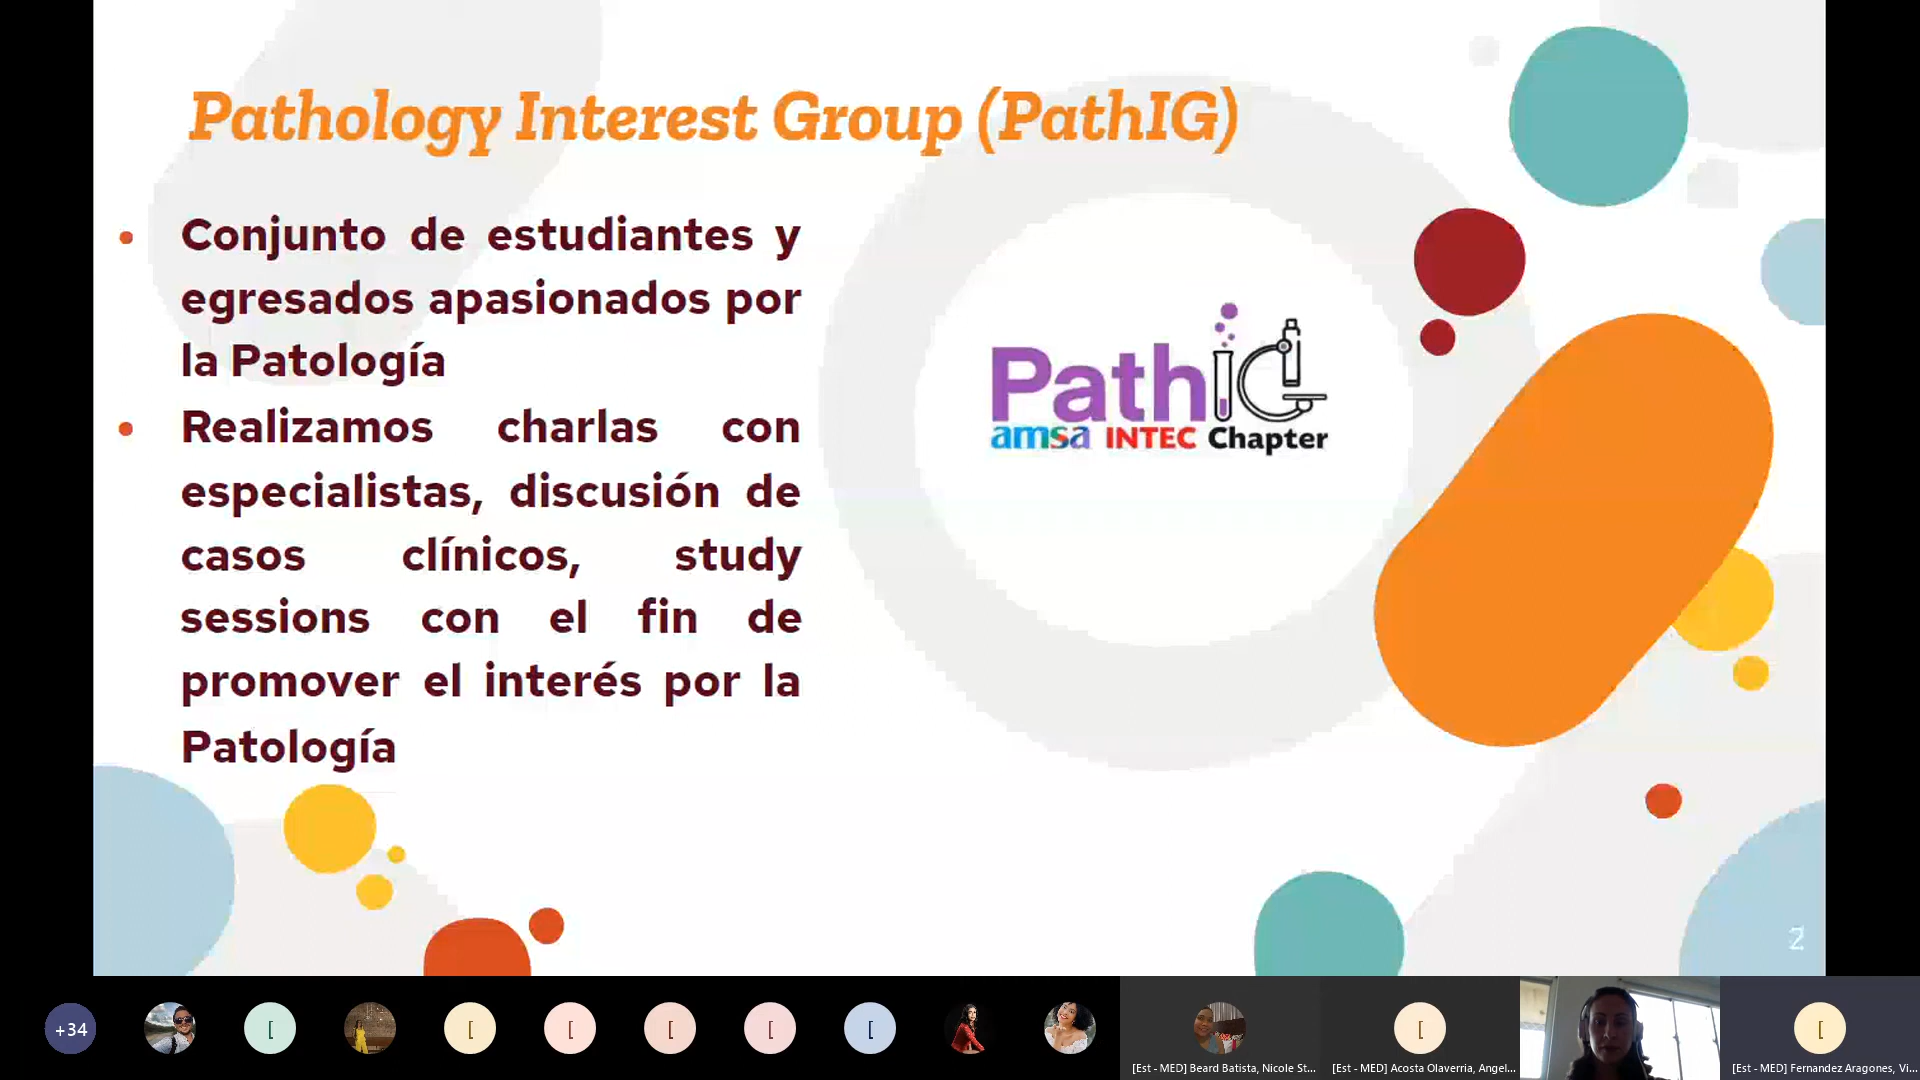 Pathology Interest Group (PathIG)
• Conjunto de estudiantes y
egresados apasionados por
la Patología
• Realizamos charlas con
especialistas, discusión de
casos clínicos, study
sessions con el fin de
promover el interés por la
Patología
PathIG
amsa INTEC Chapter
2
+34
[
[
[
[
[
[
[
[
[Est - MED] Beard Batista, Nicole St...
[Est - MED] Acosta Olaverria, Angel...
[Est - MED] Fernandez Aragones, Vi...